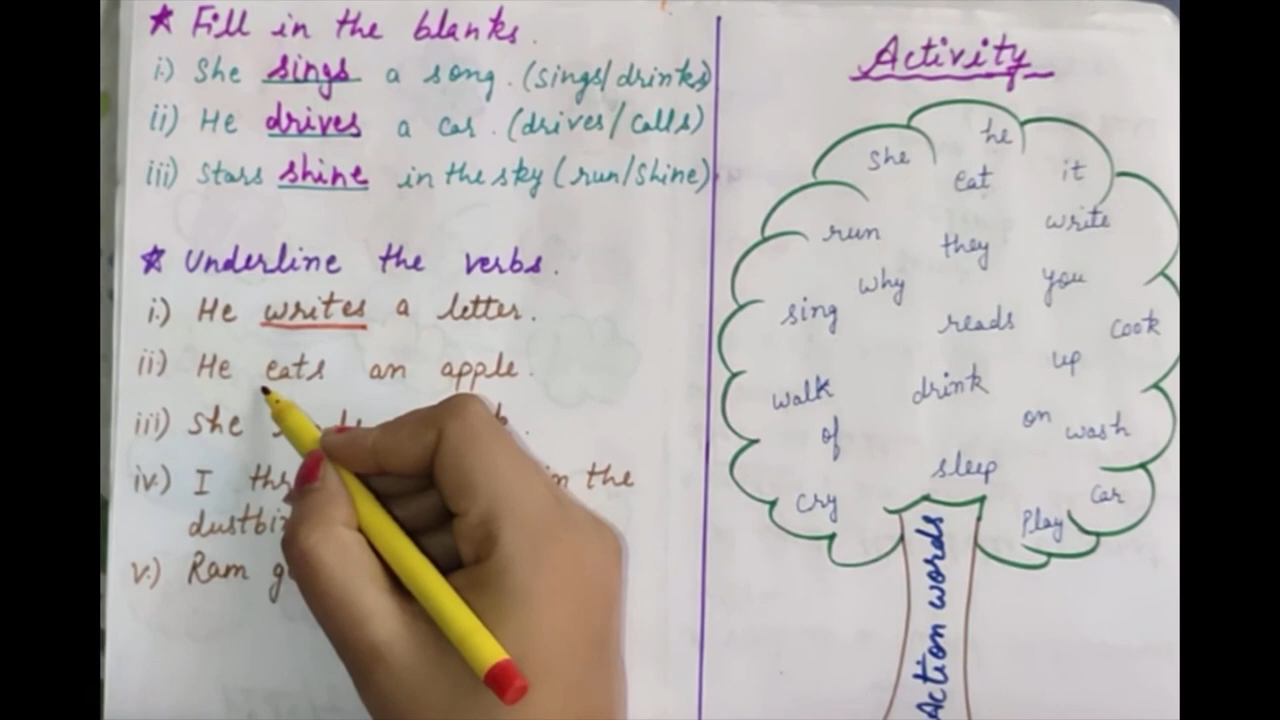 ★ Fill in the blanks.
i.) She sings a song. (sings/drinks)
ii) He drives a car. (drives/calls)
iii) Stars shine in the sky (run/shine)
★ Underline the verbs.
i.) He writes a letter.
ii.) He eats an apple.
iii.) She
iv.) I in the
v.) Ram
Activity
he
she
eat
it
run
they
write
why
you
sing
reads
cook
up
walk
drink
of
on
wash
sleep
cry
car
Play
Action words